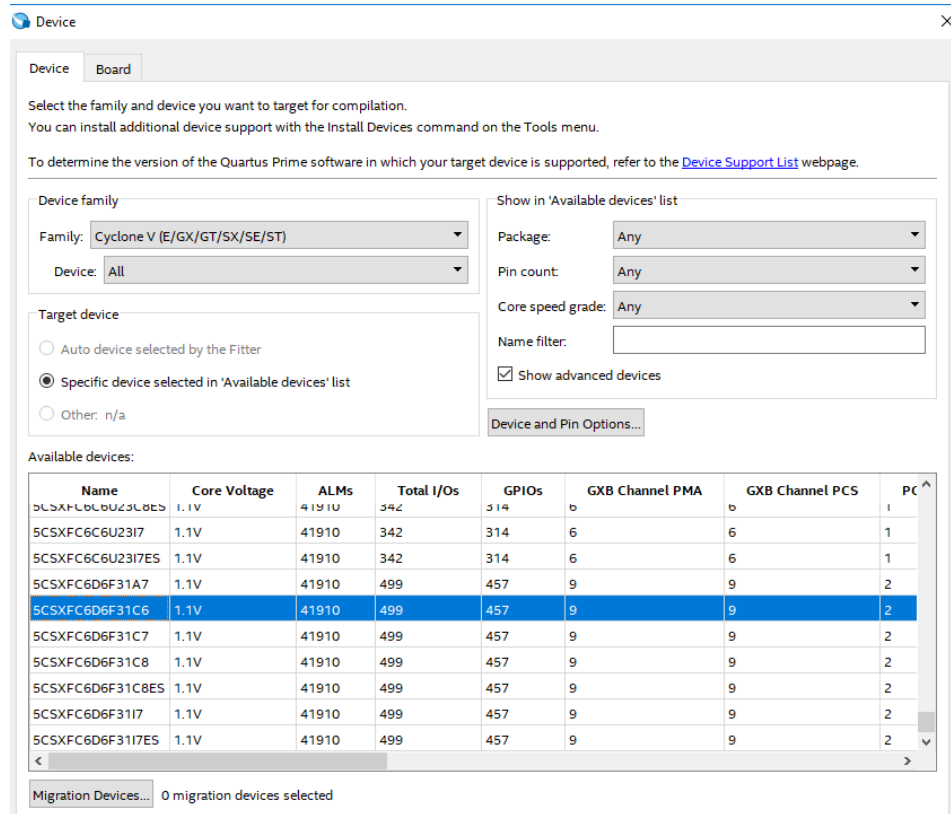 Device
Device Board
Select the family and device you want to target for compilation.
You can install additional device support with the Install Devices command on the Tools menu.
To determine the version of the Quartus Prime software in which your target device is supported, refer to the Device Support List webpage.
Device family
Family: Cyclone V (E/GX/GT/SX/SE/ST)
Device: All
Target device
Auto device selected by the Fitter
Specific device selected in 'Available devices' list
Other: n/a
Show in 'Available devices' list
Package: Any
Pin count: Any
Core speed grade: Any
Name filter:
Show advanced devices
Device and Pin Options...
Available devices:
Name Core Voltage ALMs Total I/Os GPIOs GXB Channel PMA GXB Channel PCS PC
5CSXFC6C6U23C8ES 1.1V 41910 342 314 6 6 1
5CSXFC6C6U23I7 1.1V 41910 342 314 6 6 1
5CSXFC6C6U23I7ES 1.1V 41910 342 314 6 6 1
5CSXFC6D6F31A7 1.1V 41910 499 457 9 9 2
5CSXFC6D6F31C6 1.1V 41910 499 457 9 9 2
5CSXFC6D6F31C7 1.1V 41910 499 457 9 9 2
5CSXFC6D6F31C8 1.1V 41910 499 457 9 9 2
5CSXFC6D6F31C8ES 1.1V 41910 499 457 9 9 2
5CSXFC6D6F31I7 1.1V 41910 499 457 9 9 2
5CSXFC6D6F31I7ES 1.1V 41910 499 457 9 9 2
Migration Devices... 0 migration devices selected